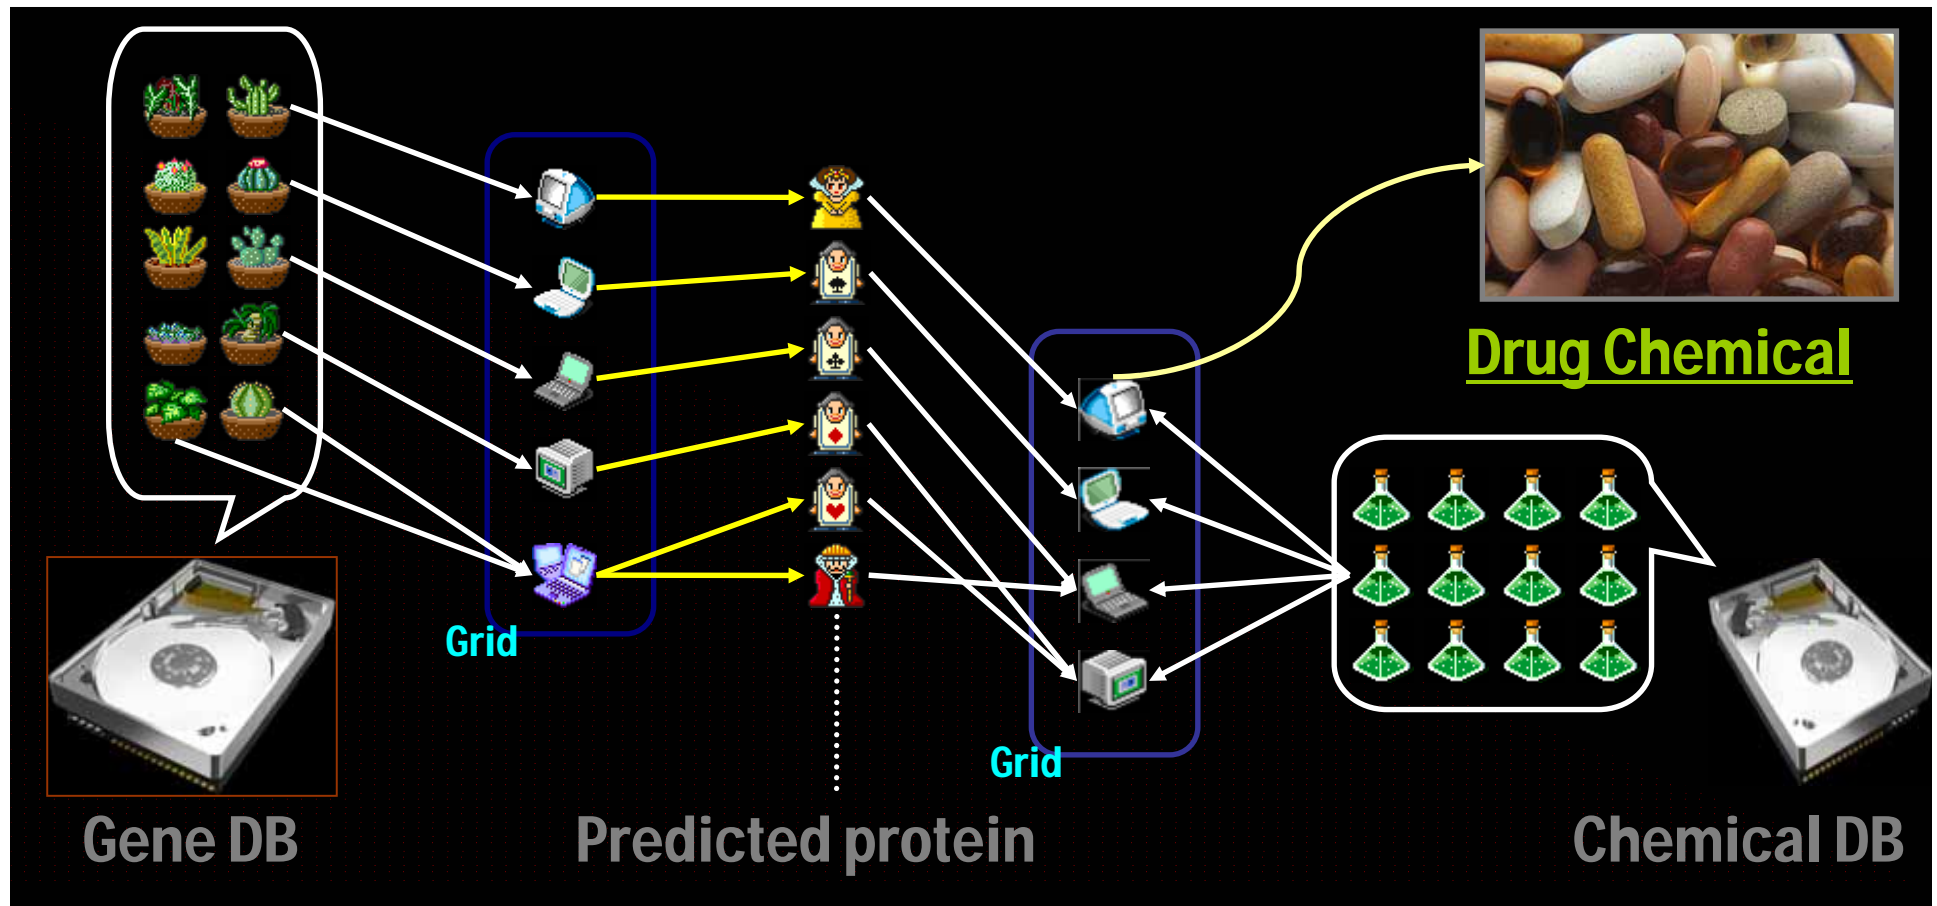 Drug Chemical
Grid
Grid
Gene DB
Predicted protein
Chemical DB